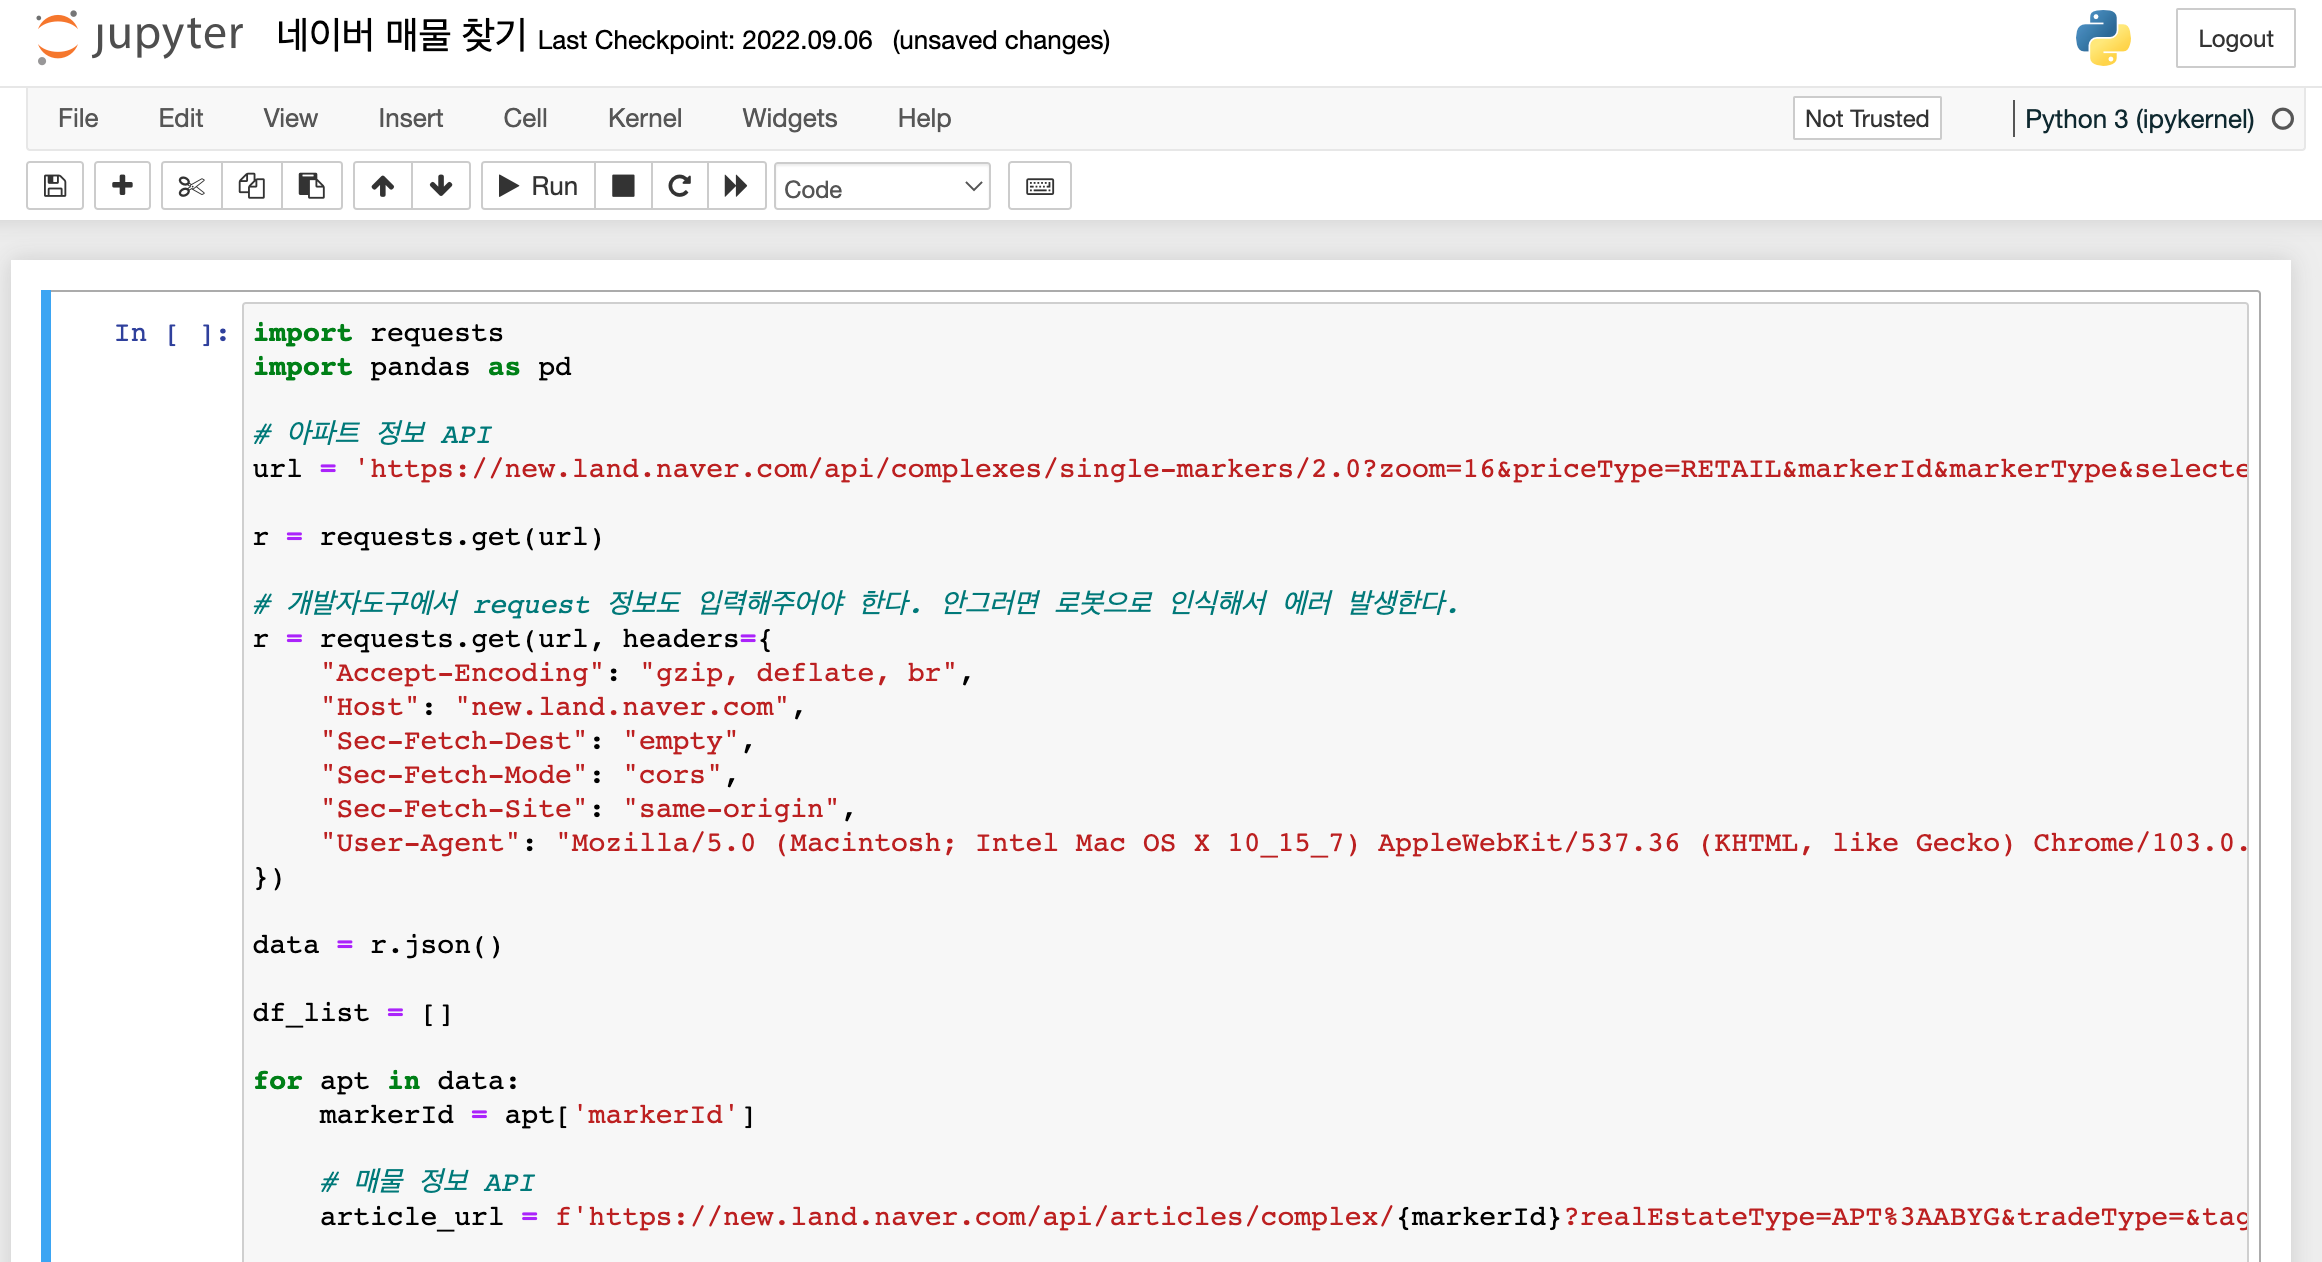 jupyter 네이버 매물 찾기 Last Checkpoint: 2022.09.06 (unsaved changes) Logout
File Edit View Insert Cell Kernel Widgets Help Not Trusted Python 3 (ipykernel)
Run Code
In [ ]: import requests
import pandas as pd
# 아파트 정보 API
url = 'https://new.land.naver.com/api/complexes/single-markers/2.0?zoom=16&priceType=RETAIL&markerId&markerType&selecte
r = requests.get(url)
# 개발자도구에서 request 정보도 입력해주어야 한다. 안그러면 로봇으로 인식해서 에러 발생한다.
r = requests.get(url, headers={
"Accept-Encoding": "gzip, deflate, br",
"Host": "new.land.naver.com",
"Sec-Fetch-Dest": "empty",
"Sec-Fetch-Mode": "cors",
"Sec-Fetch-Site": "same-origin",
"User-Agent": "Mozilla/5.0 (Macintosh; Intel Mac OS X 10_15_7) AppleWebKit/537.36 (KHTML, like Gecko) Chrome/103.0.
})
data = r.json()
df_list = []
for apt in data:
markerId = apt['markerId']
# 매물 정보 API
article_url = f'https://new.land.naver.com/api/articles/complex/{markerId}?realEstateType=APT%3AABYG&tradeType=&tag